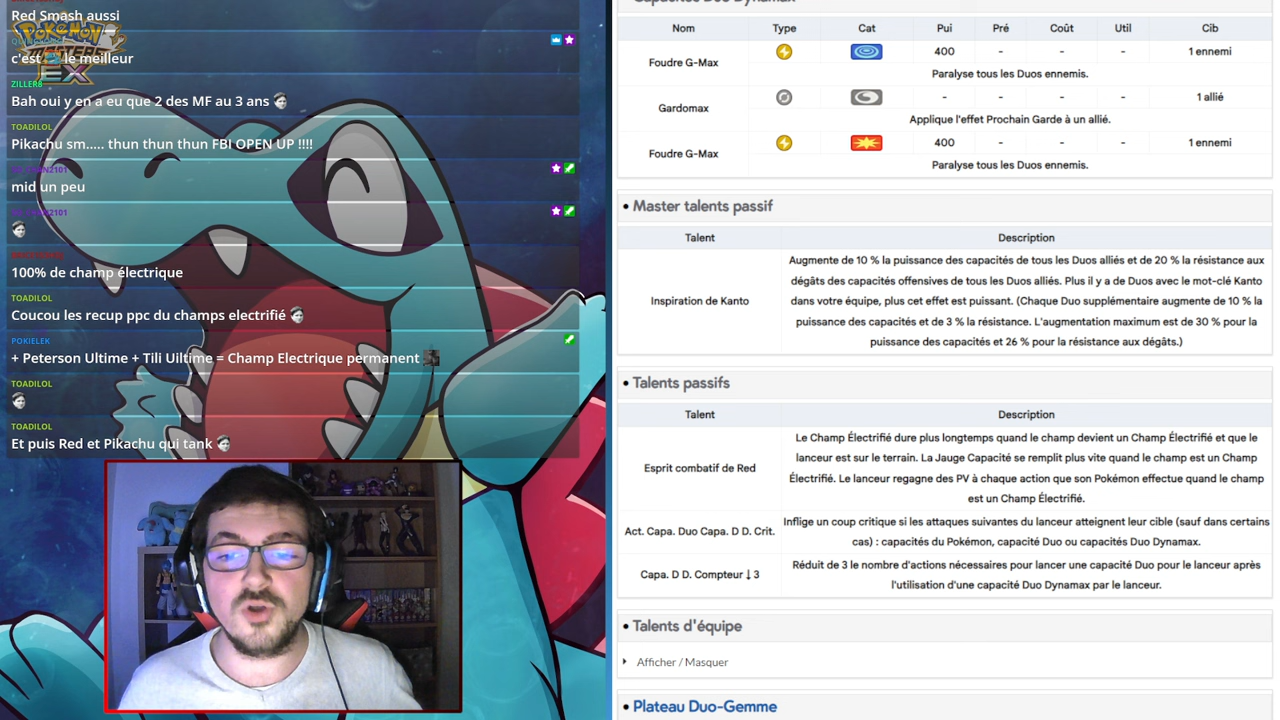 Red Smash aussi
POKÉMON
MASTERS
EX
c'est le meilleur
ZILLER8
Bah oui y en a eu que 2 des MF au 3 ans
TOADILOL
Pikachu sm..... thun thun thun FBI OPEN UP !!!!
mid un peu
100% de champ électrique
TOADILOL
Coucou les recup ppc du champs electrifié
POKIELEK
+ Peterson Ultime + Tili Uiltime = Champ Electrique permanent
TOADILOL
TOADILOL
Et puis Red et Pikachu qui tank
Capacités Duo Dynamax
Nom Type Cat Pui Pré Coût Util Cib
Foudre G-Max 400 - - - 1 ennemi
Paralyse tous les Duos ennemis.
Gardomax - - - - 1 allié
Applique l'effet Prochain Garde à un allié.
Foudre G-Max 400 - - - 1 ennemi
Paralyse tous les Duos ennemis.
• Master talents passif
Talent Description
Inspiration de Kanto
Augmente de 10 % la puissance des capacités de tous les Duos alliés et de 20 % la résistance aux
dégâts des capacités offensives de tous les Duos alliés. Plus il y a de Duos avec le mot-clé Kanto
dans votre équipe, plus cet effet est puissant. (Chaque Duo supplémentaire augmente de 10 % la
puissance des capacités et de 3 % la résistance. L'augmentation maximum est de 30 % pour la
puissance des capacités et 26 % pour la résistance aux dégâts.)
• Talents passifs
Talent Description
Esprit combatif de Red
Le Champ Électrifié dure plus longtemps quand le champ devient un Champ Électrifié et que le
lanceur est sur le terrain. La Jauge Capacité se remplit plus vite quand le champ est un Champ
Électrifié. Le lanceur regagne des PV à chaque action que son Pokémon effectue quand le champ
est un Champ Électrifié.
Act. Capa. Duo Capa. D D. Crit.
Inflige un coup critique si les attaques suivantes du lanceur atteignent leur cible (sauf dans certains
cas) : capacités du Pokémon, capacité Duo ou capacités Duo Dynamax.
Capa. D D. Compteur ↓ 3
Réduit de 3 le nombre d'actions nécessaires pour lancer une capacité Duo pour le lanceur après
l'utilisation d'une capacité Duo Dynamax par le lanceur.
• Talents d'équipe
Afficher / Masquer
• Plateau Duo-Gemme